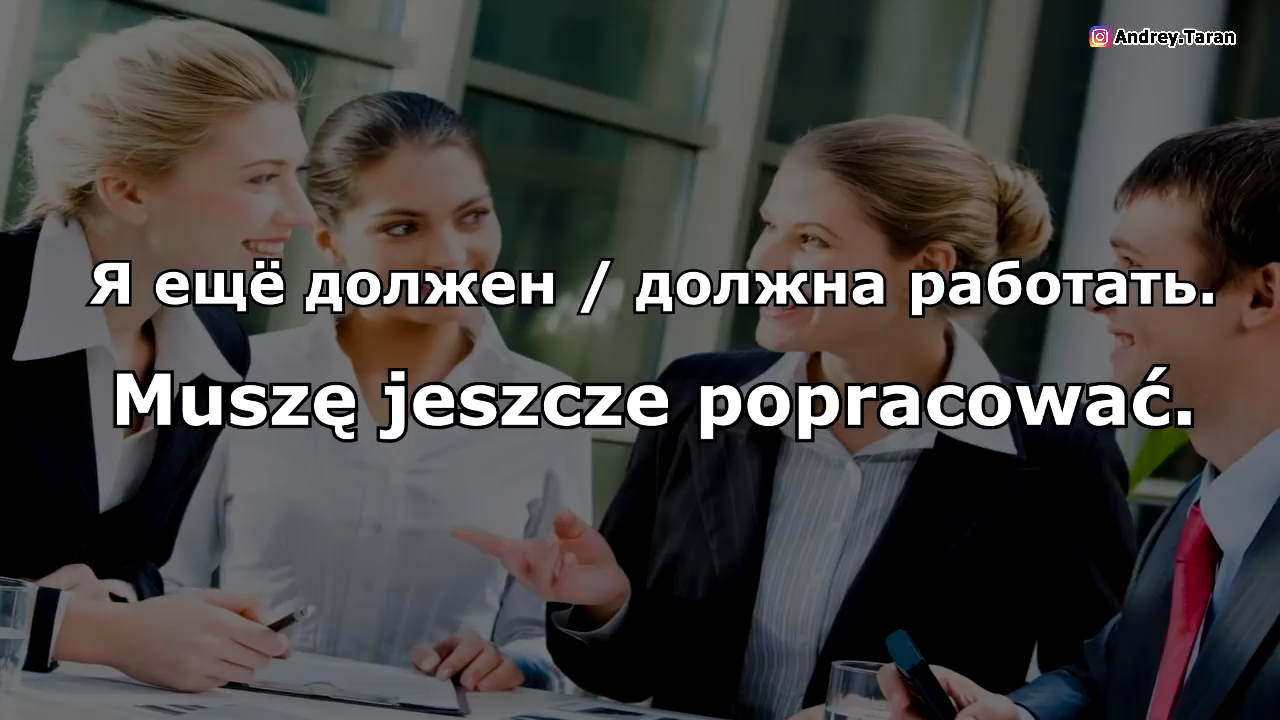 Andrey.Taran
Я ещё должен / должна работать.
Muszę jeszcze popracować.